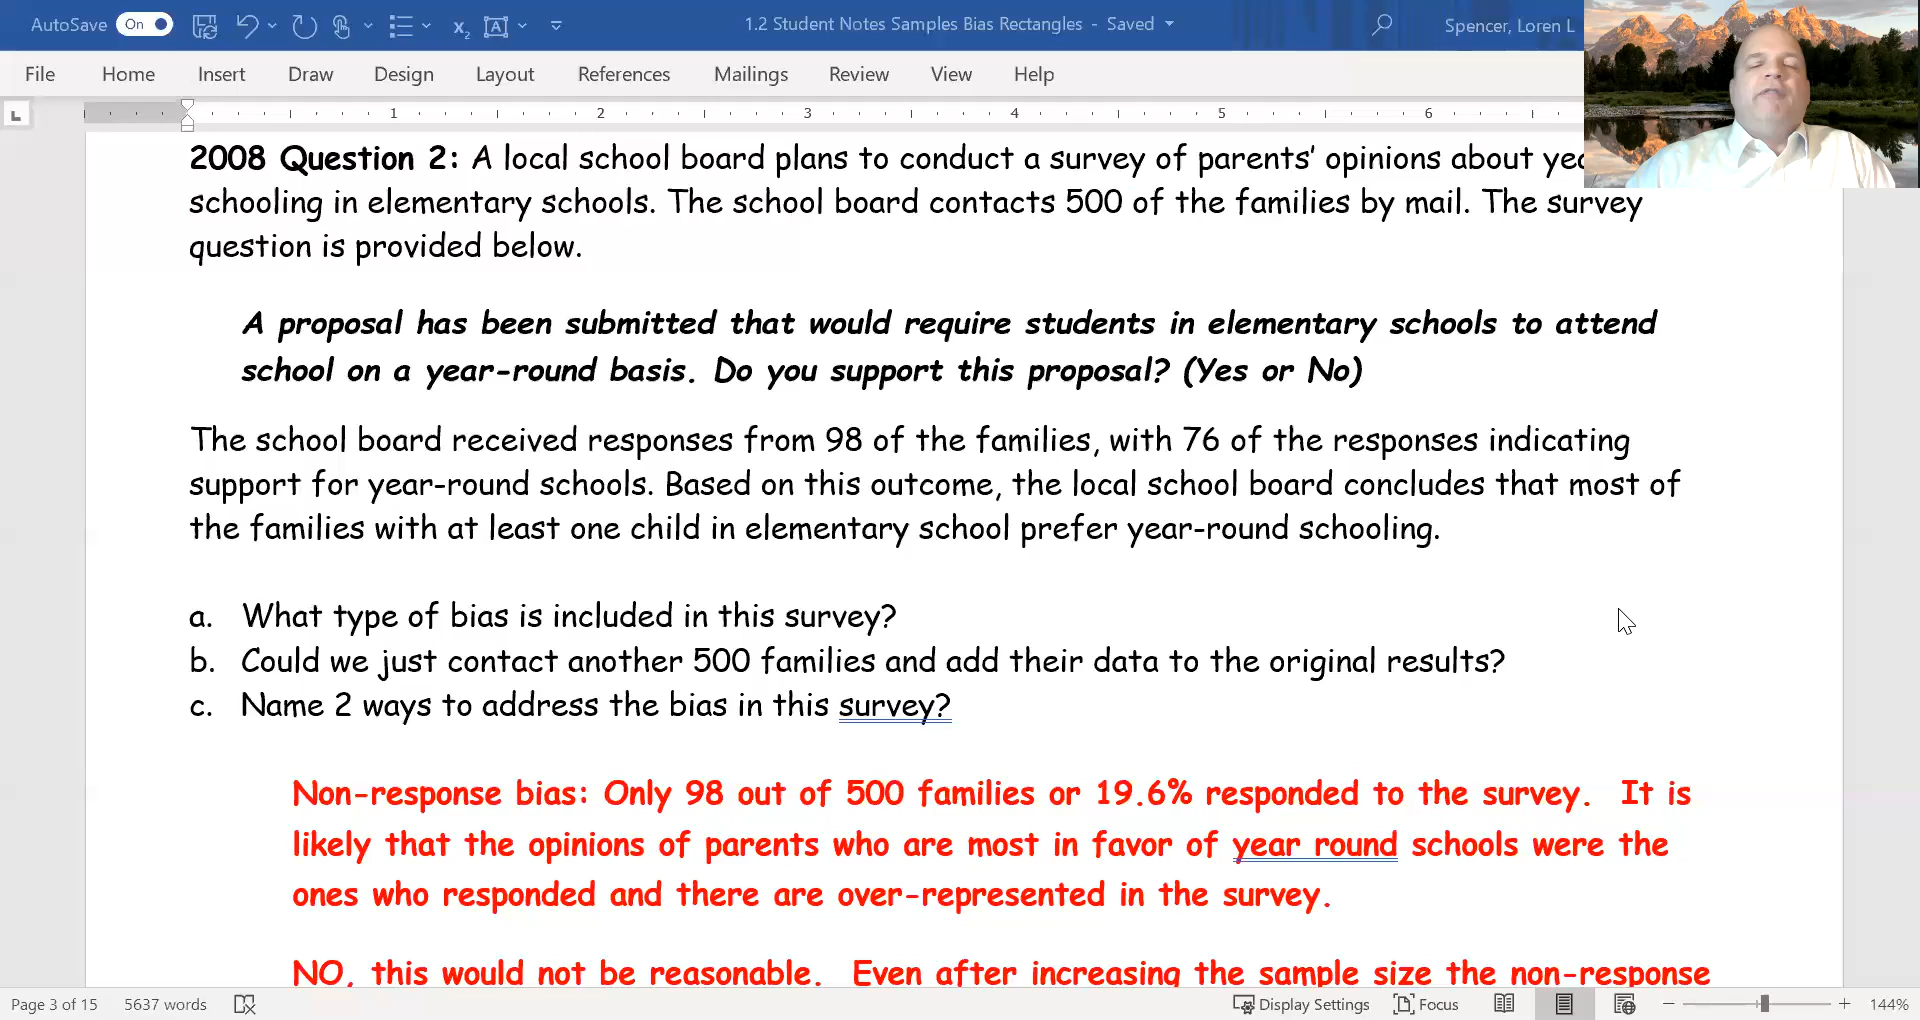 AutoSave On 1.2 Student Notes Samples Bias Rectangles - Saved Spencer, Loren L
File Home Insert Draw Design Layout References Mailings Review View Help
1 2 3 4 5 6
2008 Question 2: A local school board plans to conduct a survey of parents' opinions about
schooling in elementary schools. The school board contacts 500 of the families by mail. The survey
question is provided below.
A proposal has been submitted that would require students in elementary schools to attend
school on a year-round basis. Do you support this proposal? (Yes or No)
The school board received responses from 98 of the families, with 76 of the responses indicating
support for year-round schools. Based on this outcome, the local school board concludes that most of
the families with at least one child in elementary school prefer year-round schooling.
a. What type of bias is included in this survey?
b. Could we just contact another 500 families and add their data to the original results?
c. Name 2 ways to address the bias in this survey?
Non-response bias: Only 98 out of 500 families or 19.6% responded to the survey. It is
likely that the opinions of parents who are most in favor of year round schools were the
ones who responded and there are over-represented in the survey.
NO, this would not be reasonable. Even after increasing the sample size the non-response
Page 3 of 15 5637 words Display Settings Focus 144%